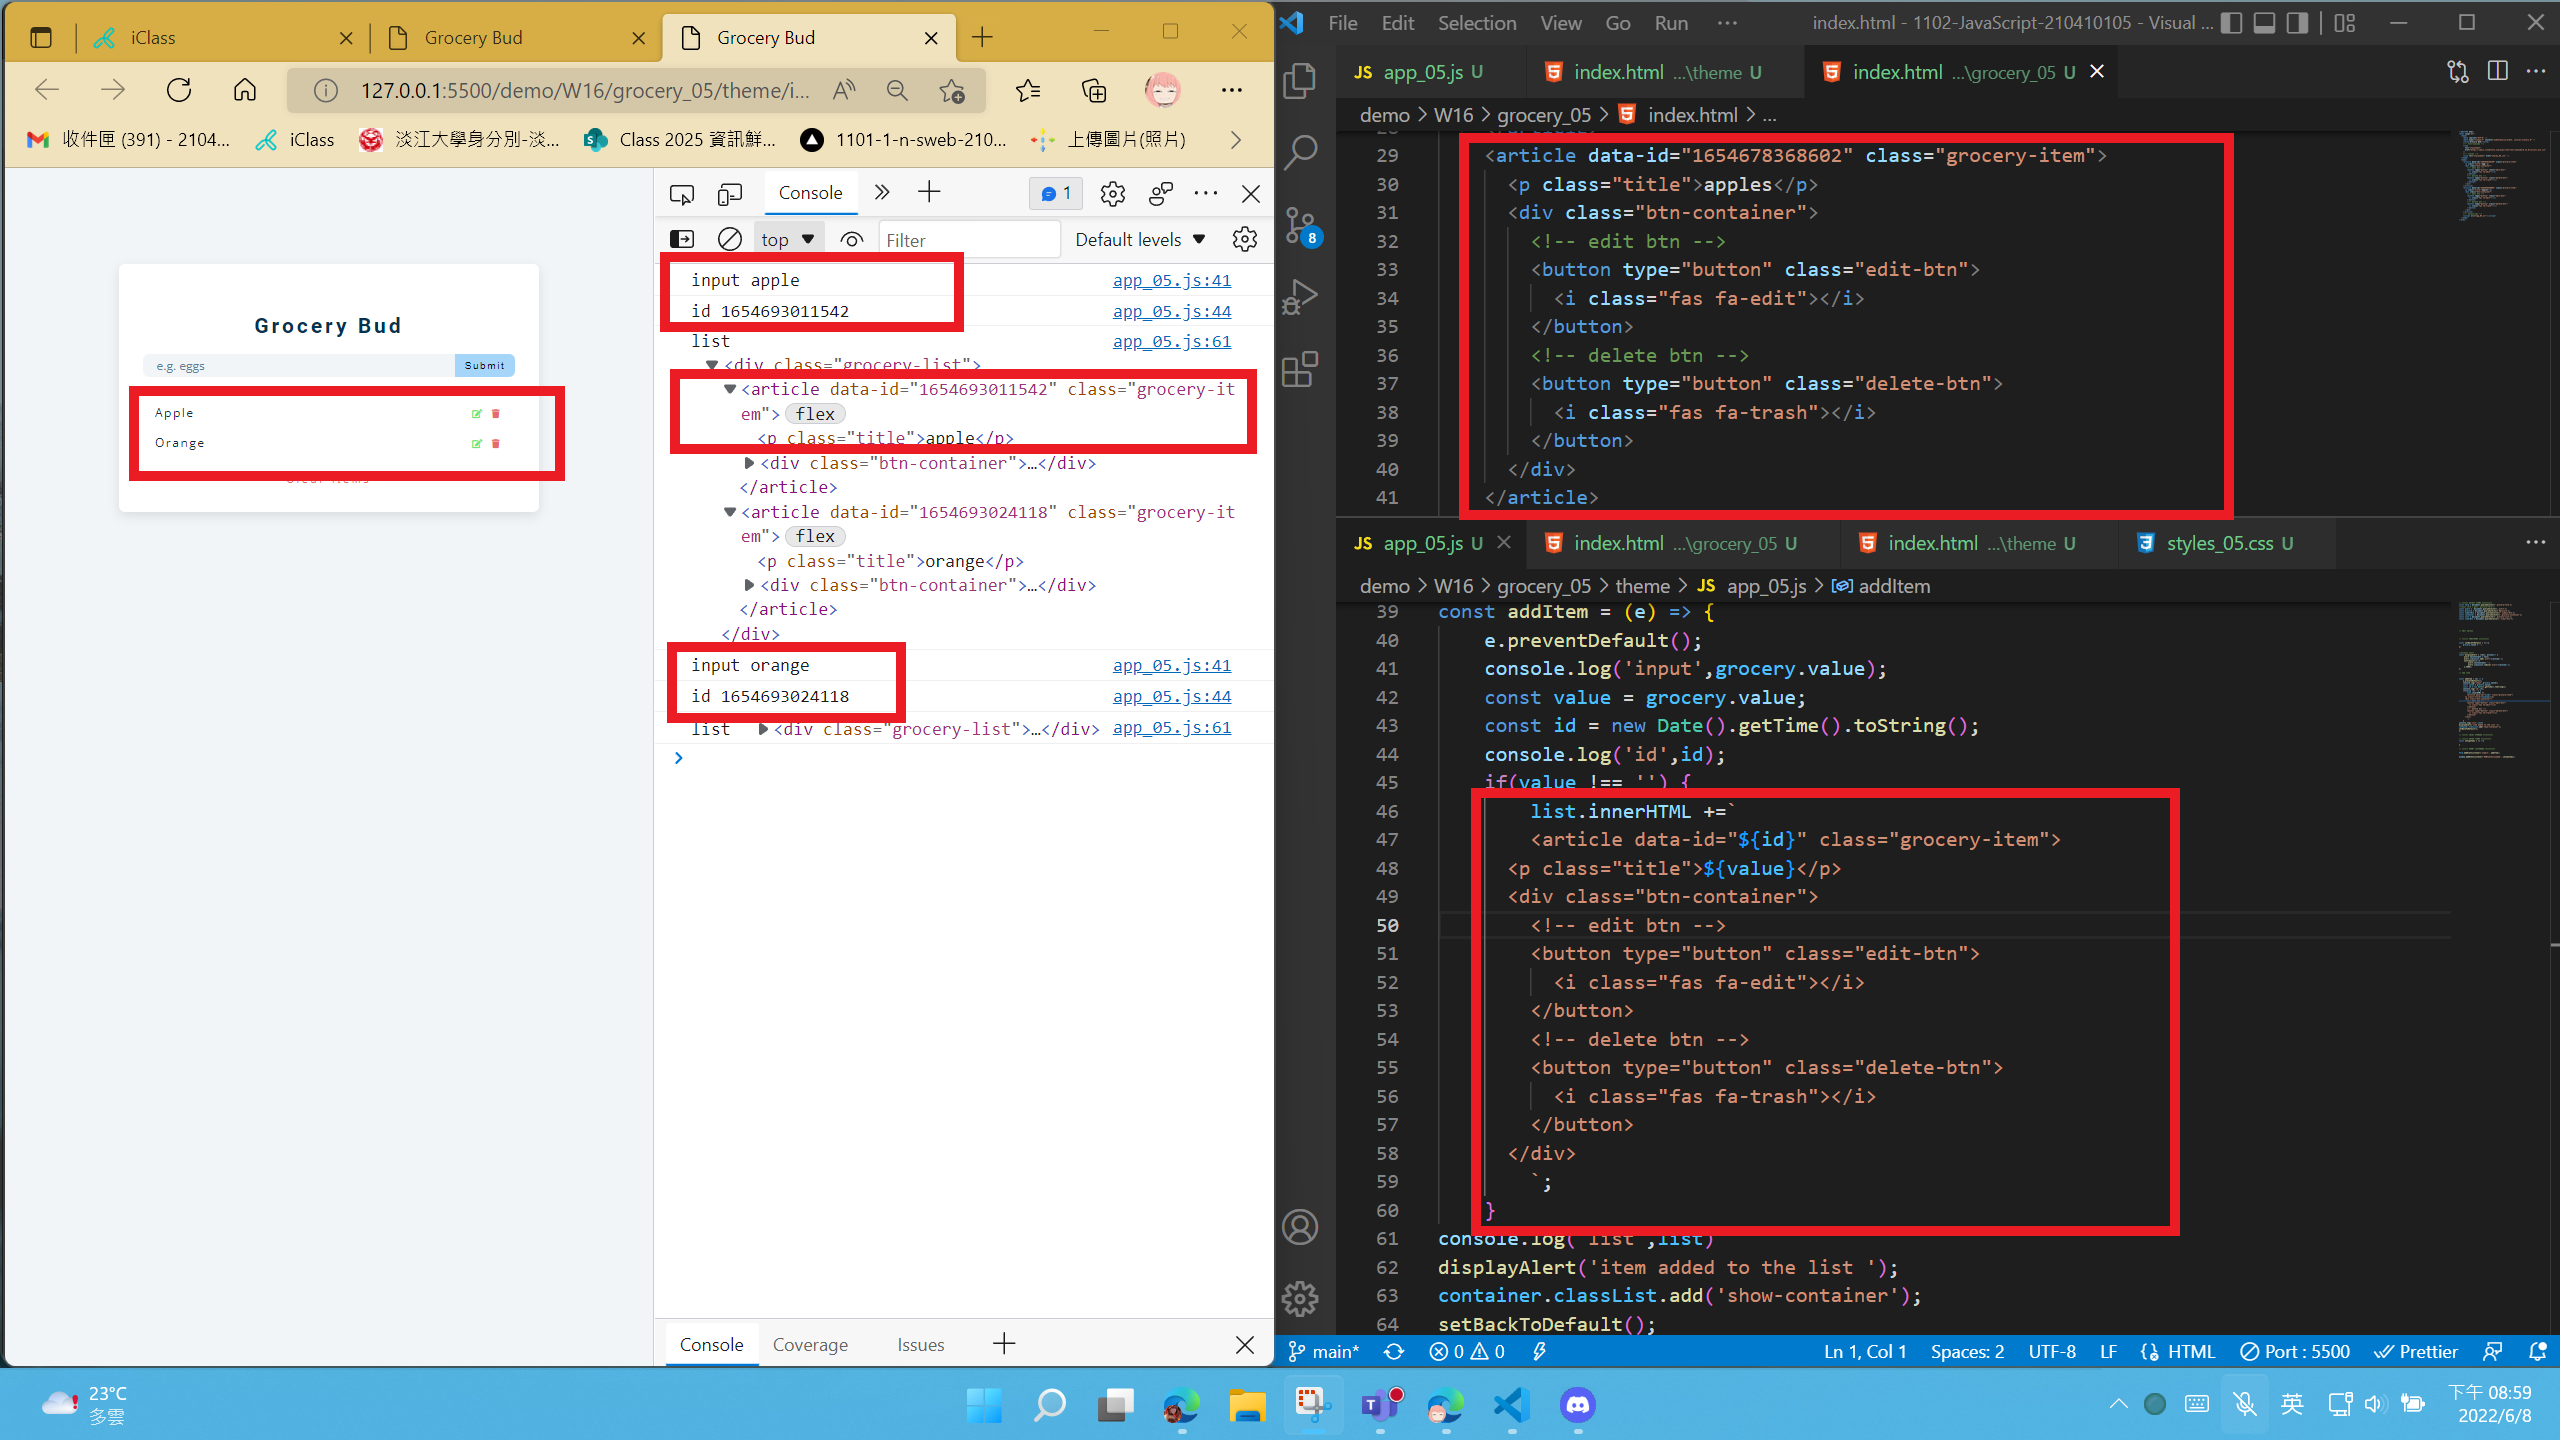 iClass
Grocery Bud
Grocery Bud
127.0.0.1:5500/demo/W16/grocery_05/theme/i...
收件匣 (391) - 2104...
iClass
淡江大學身分別-淡...
Class 2025 資訊鮮...
1101-1-n-sweb-210...
上傳圖片(照片)
Grocery Bud
e.g. eggs
Submit
Apple
Orange
Console
1
top
Filter
Default levels
input apple app_05.js:41
id 1654693011542 app_05.js:44
list app_05.js:61
<div class="grocery-list">
<article data-id="1654693011542" class="grocery-it
em"> flex
<p class="title">apple</p>
<div class="btn-container">…</div>
</article>
<article data-id="1654693024118" class="grocery-it
em"> flex
<p class="title">orange</p>
<div class="btn-container">…</div>
</article>
</div>
input orange app_05.js:41
id 1654693024118 app_05.js:44
list <div class="grocery-list">…</div> app_05.js:61
Console Coverage Issues
File Edit Selection View Go Run ···
index.html - 1102-JavaScript-210410105 - Visual ...
JS app_05.js U
index.html ...\theme U
index.html ...\grocery_05 U
demo > W16 > grocery_05 > index.html > ...
8
29 <article data-id="1654678368602" class="grocery-item">
30 <p class="title">apples</p>
31 <div class="btn-container">
32 <!-- edit btn -->
33 <button type="button" class="edit-btn">
34 <i class="fas fa-edit"></i>
35 </button>
36 <!-- delete btn -->
37 <button type="button" class="delete-btn">
38 <i class="fas fa-trash"></i>
39 </button>
40 </div>
41 </article>
JS app_05.js U
index.html ...\grocery_05 U
index.html ...\theme U
styles_05.css U
demo > W16 > grocery_05 > theme > JS app_05.js > addItem
39 const addItem = (e) => {
40 e.preventDefault();
41 console.log('input',grocery.value);
42 const value = grocery.value;
43 const id = new Date().getTime().toString();
44 console.log('id',id);
45 if(value !== '') {
46 list.innerHTML +=`
47 <article data-id="${id}" class="grocery-item">
48 <p class="title">${value}</p>
49 <div class="btn-container">
50 <!-- edit btn -->
51 <button type="button" class="edit-btn">
52 <i class="fas fa-edit"></i>
53 </button>
54 <!-- delete btn -->
55 <button type="button" class="delete-btn">
56 <i class="fas fa-trash"></i>
57 </button>
58 </div>
59 `;
60 }
61 console.log('list',list)
62 displayAlert('item added to the list ');
63 container.classList.add('show-container');
64 setBackToDefault();
main* 0 0
Ln 1, Col 1 Spaces: 2 UTF-8 LF HTML Port : 5500 Prettier
23°C
多雲
英
下午 08:59
2022/6/8